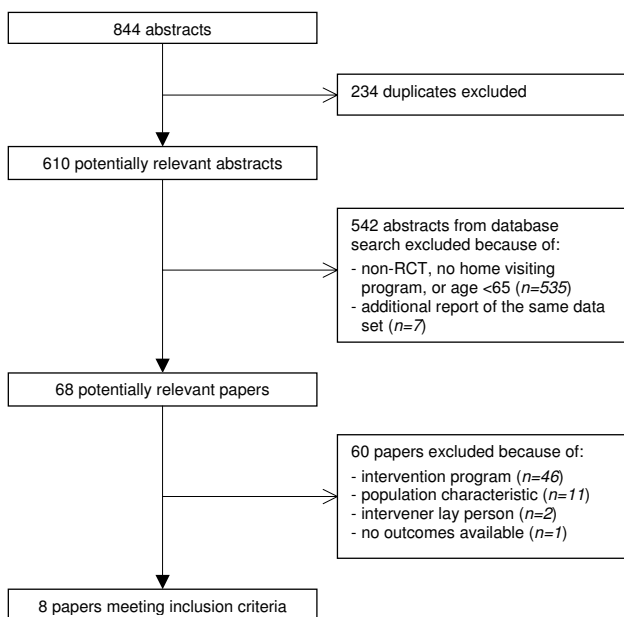 844 abstracts
234 duplicates excluded
610 potentially relevant abstracts
542 abstracts from database
search excluded because of:
- non-RCT, no home visiting
program, or age <65 (n=535)
- additional report of the same data
set (n=7)
68 potentially relevant papers
60 papers excluded because of:
- intervention program (n=46)
- population characteristic (n=11)
- intervener lay person (n=2)
- no outcomes available (n=1)
8 papers meeting inclusion criteria